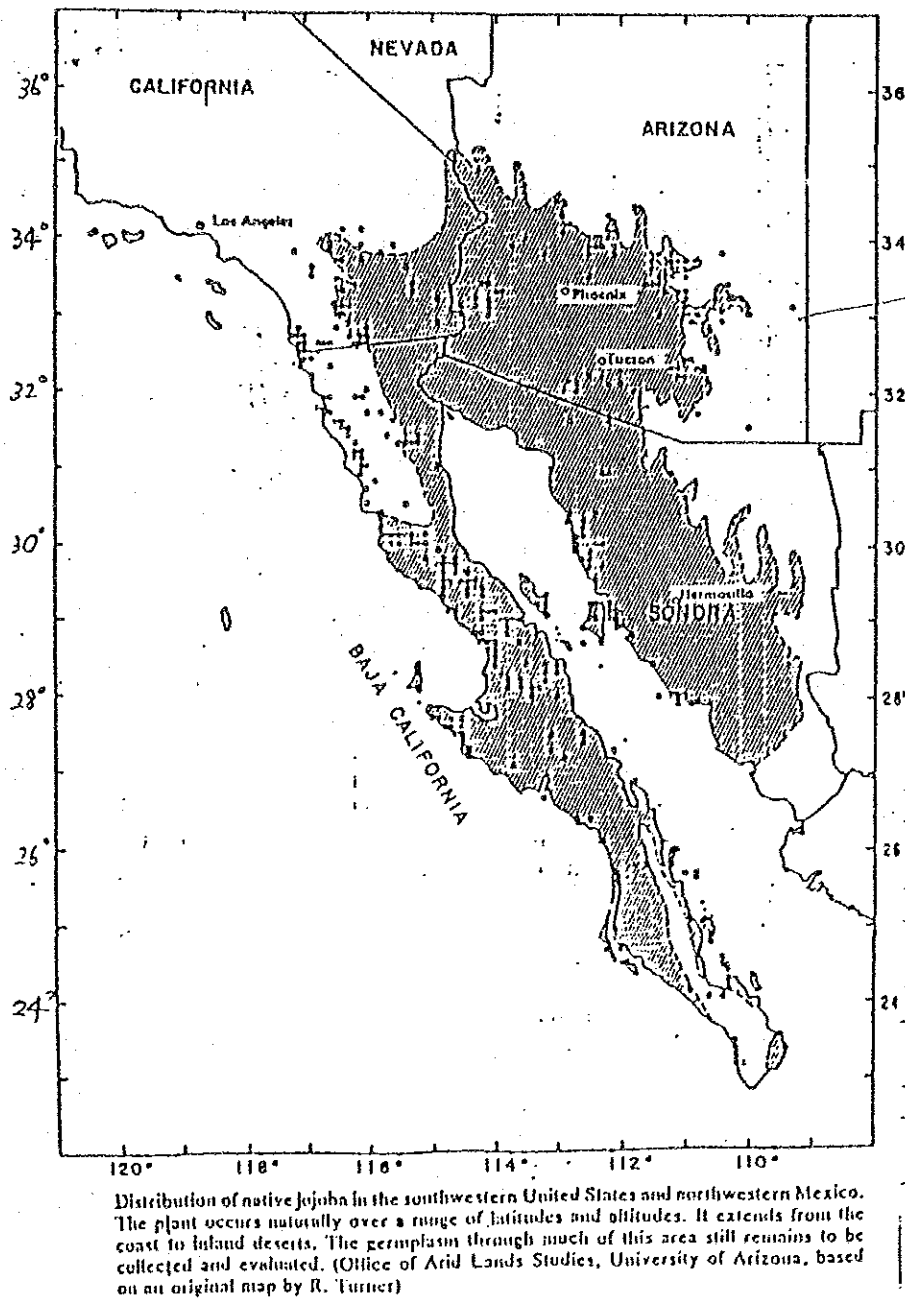 NEVADA
CALIFORNIA
ARIZONA
36°
36
Los Angeles
34°
34
Phoenix
Tucson
32°
32
30°
30
Hermosillo
SONORA
BAJA CALIFORNIA
28°
28°
26°
26
24°
24
120° 118° 116° 114° 112° 110°
Distribution of native jojoba in the southwestern United States and northwestern Mexico.
The plant occurs naturally over a range of latitudes and altitudes. It extends from the
coast to inland deserts. The germplasm through much of this area still remains to be
collected and evaluated. (Office of Arid Lands Studies, University of Arizona, based
on an original map by R. Turner)